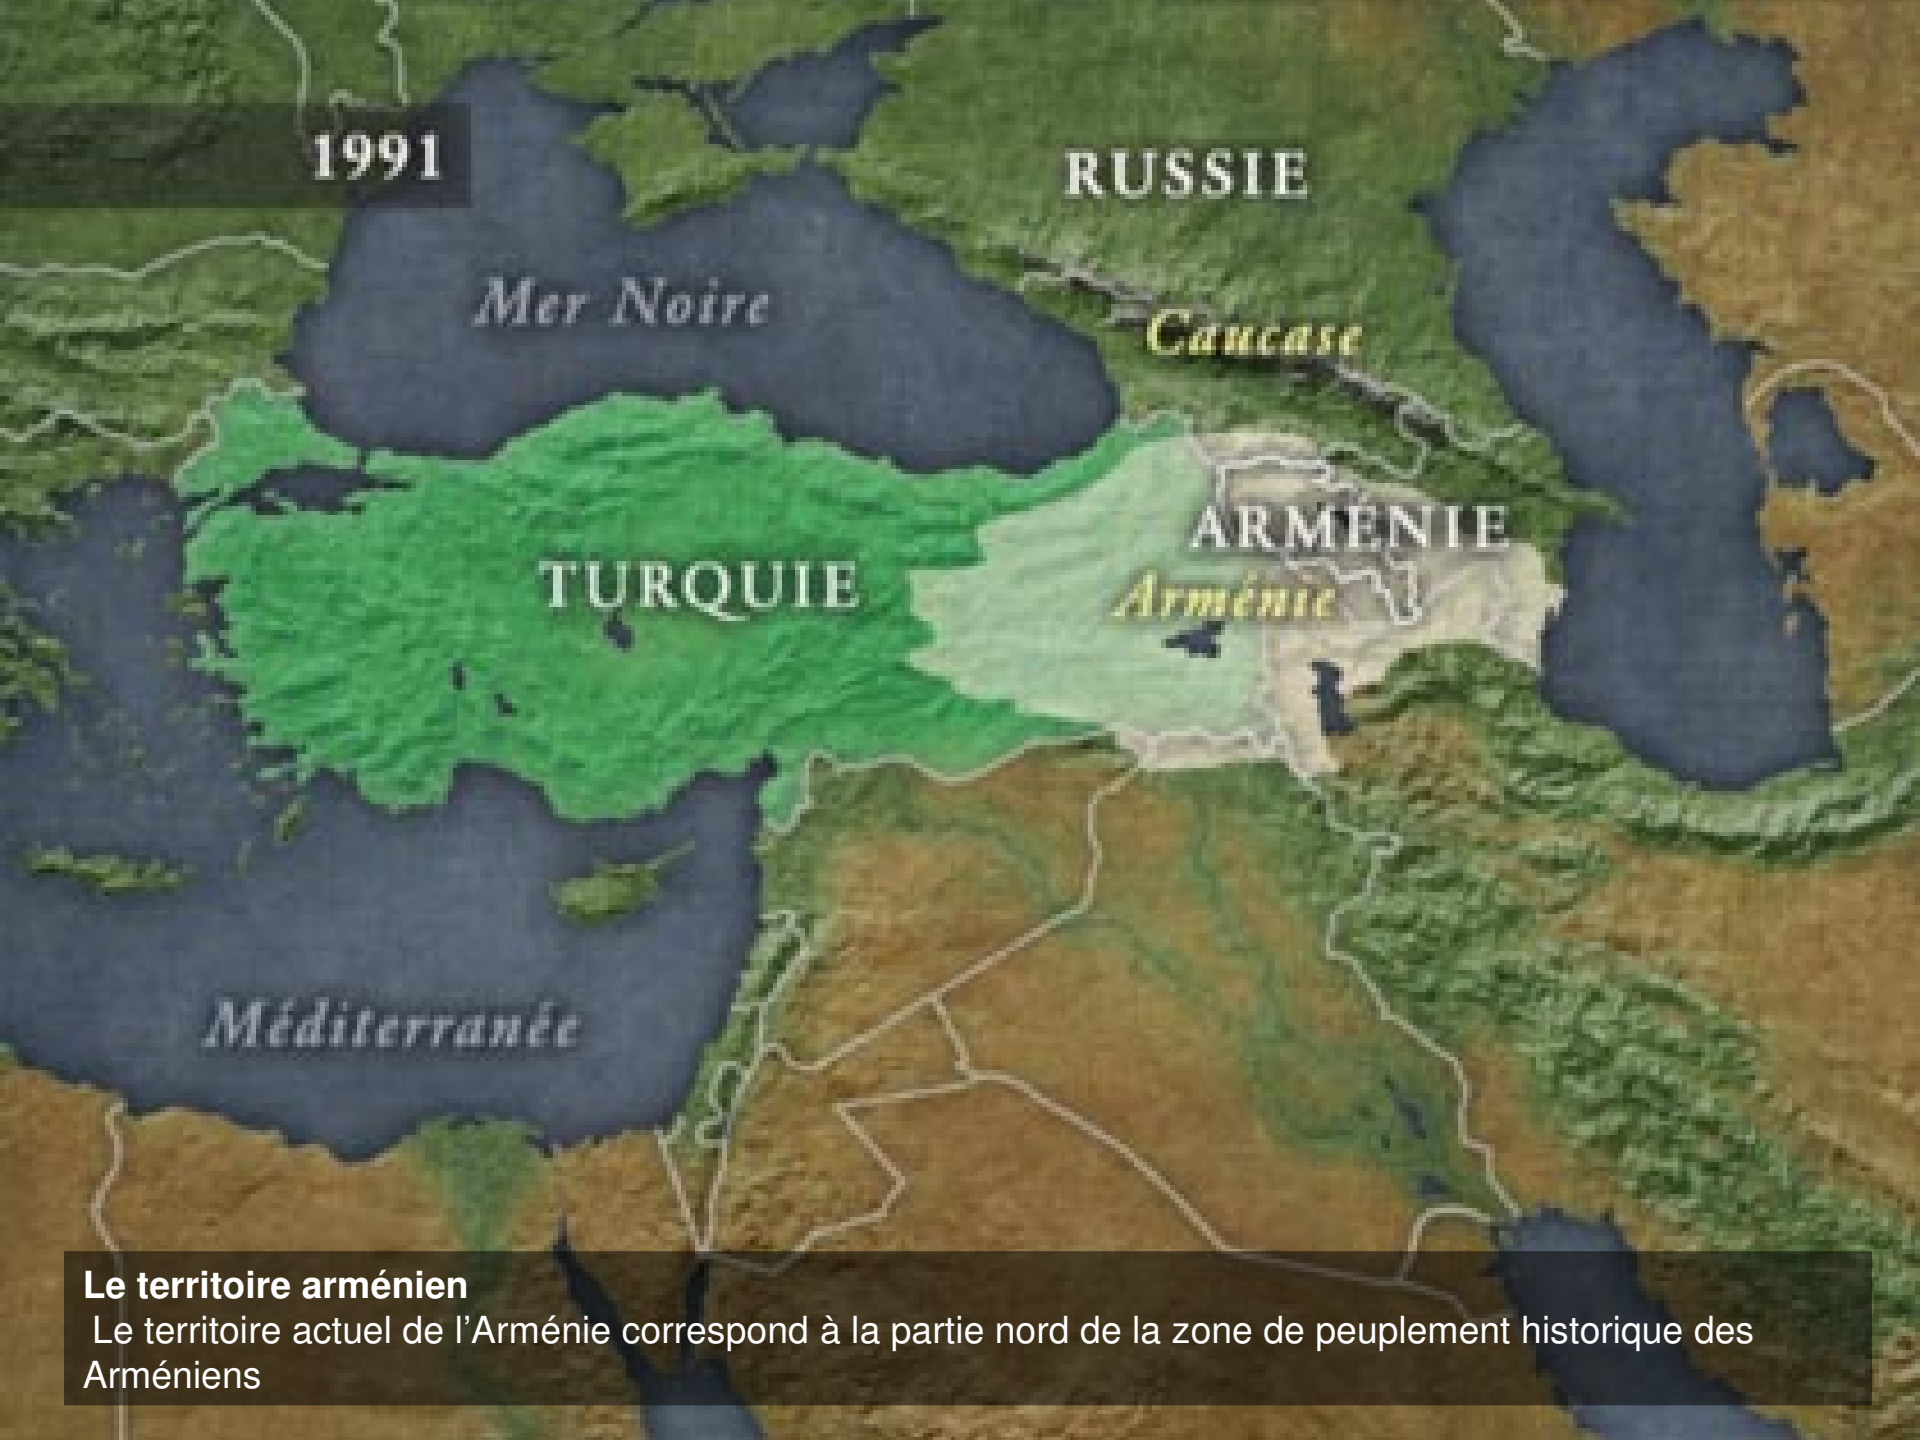 1991
RUSSIE
Mer Noire
Caucase
ARMÉNIE
TURQUIE
Arménie
Méditerranée
Le territoire arménien
Le territoire actuel de l’Arménie correspond à la partie nord de la zone de peuplement historique des
Arméniens